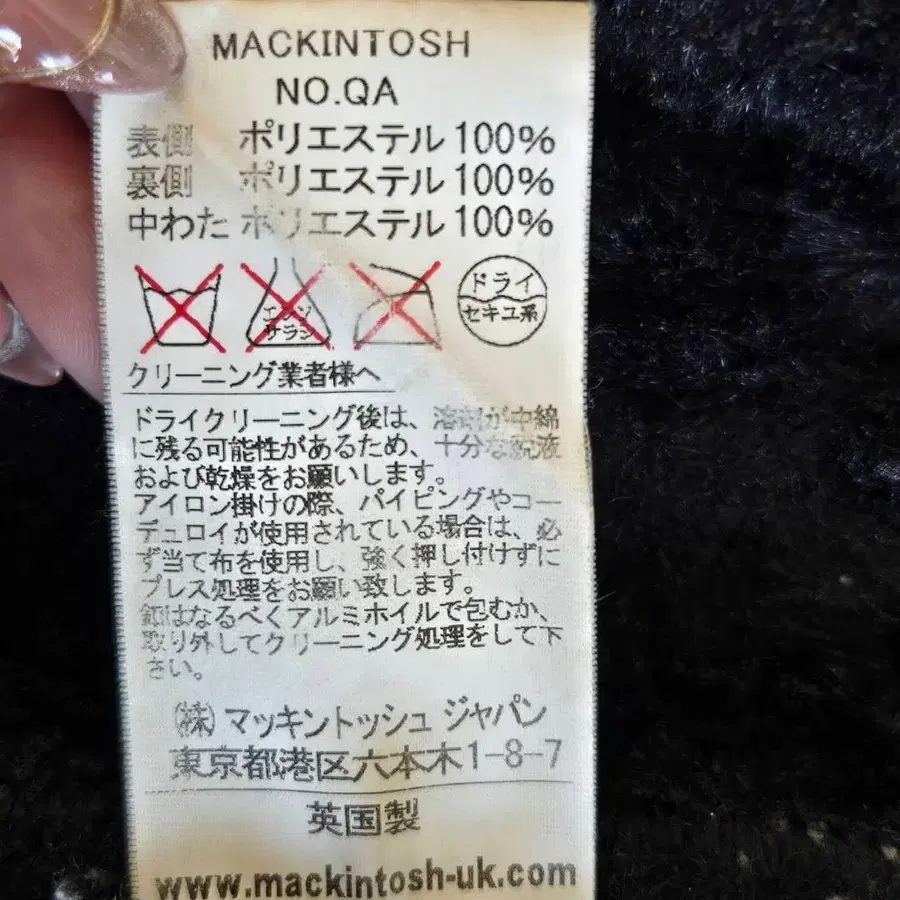 MACKINTOSH
NO.QA
表側 ポリエステル 100%
裏側 ポリエステル 100%
中わた ポリエステル 100%
エンソ
サラシ
ドライ
セキユ系
クリーニング業者様へ
ドライクリーニング後は、溶剤が中綿
に残る可能性があるため、十分な脱液
および乾燥をお願いします。
アイロン掛けの際、パイピングやコー
デュロイが使用されている場合は、必
ず当て布を使用し、強く押し付けずに
プレス処理をお願い致します。
釦はなるべくアルミホイルで包むか、
取り外してクリーニング処理をして下
さい。
㈱マッキントッシュ ジャパン
東京都港区六本木1-8-7
英国製
www.mackintosh-uk.com